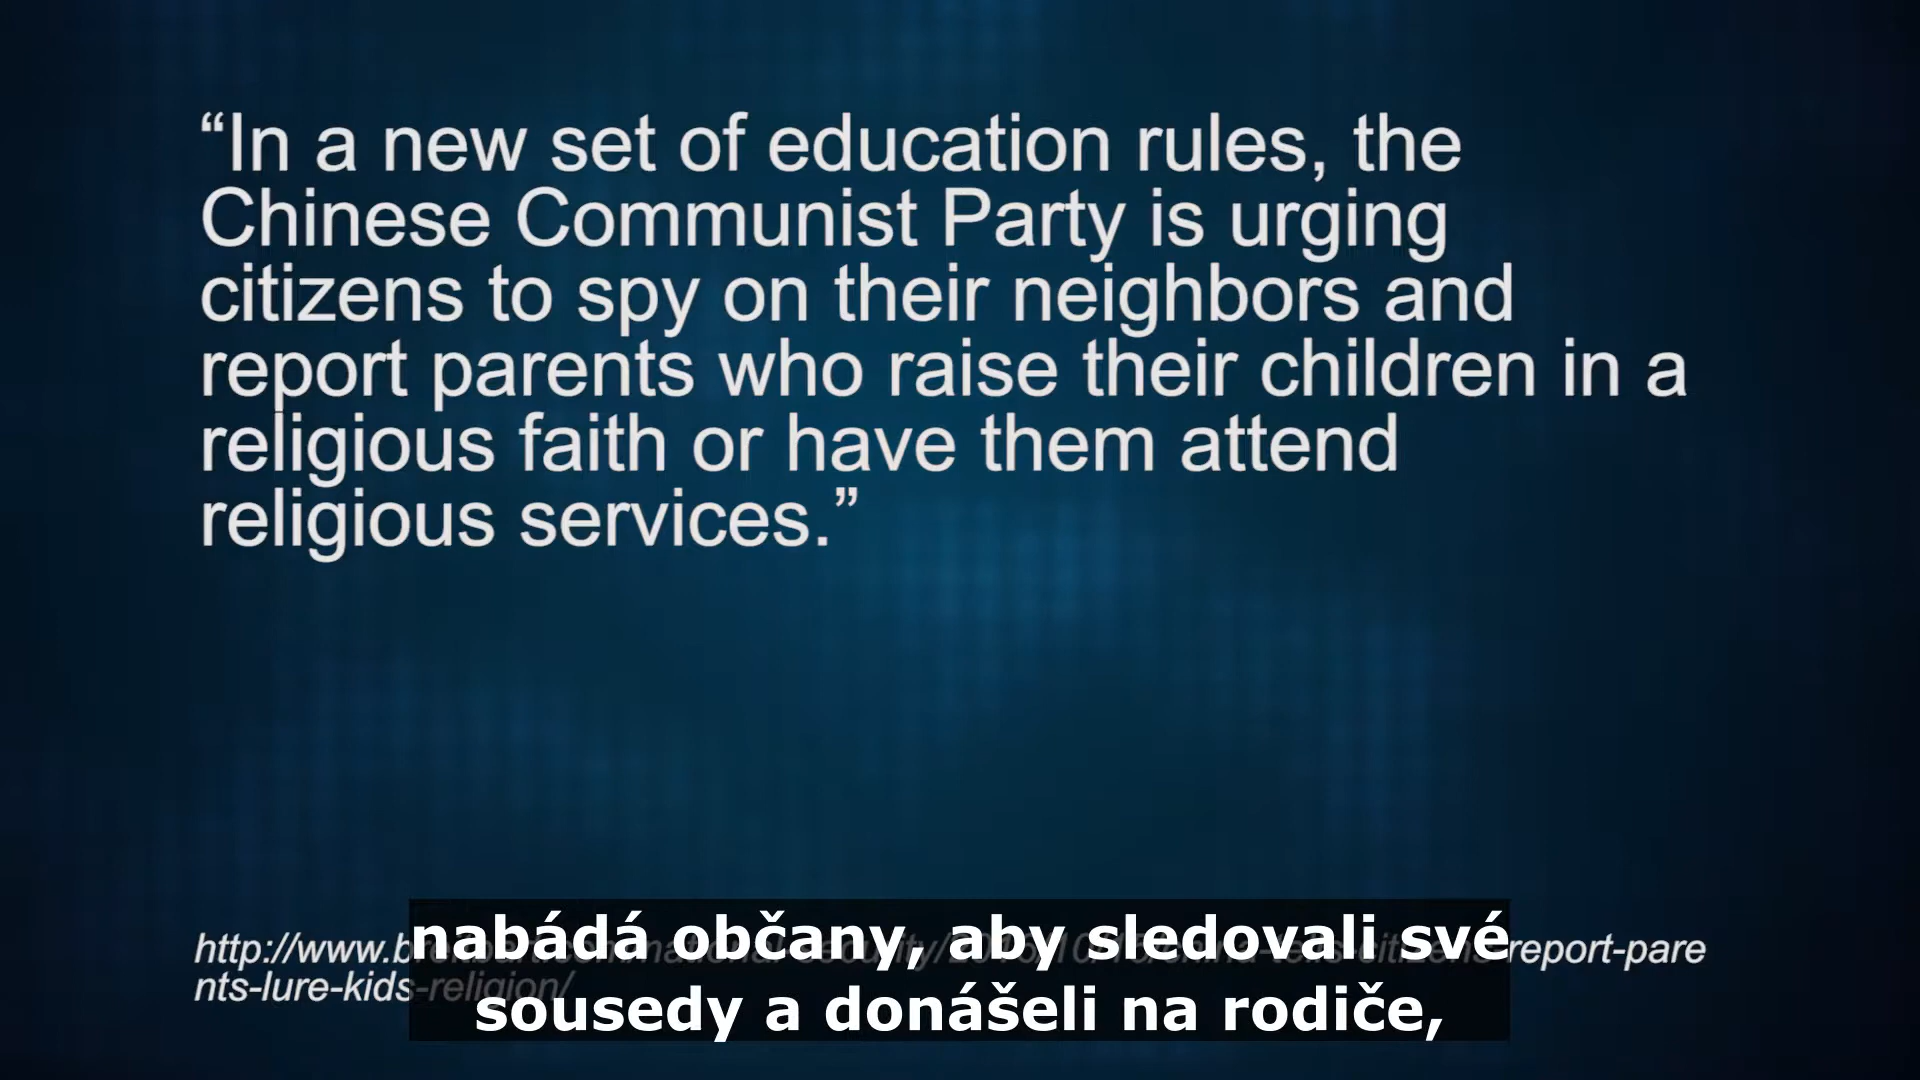 “In a new set of education rules, the
Chinese Communist Party is urging
citizens to spy on their neighbors and
report parents who raise their children in a
religious faith or have them attend
religious services.”
http://www.b report-pare
nts-lure-kids-religion/
nabádá občany, aby sledovali své
sousedy a donášeli na rodiče,